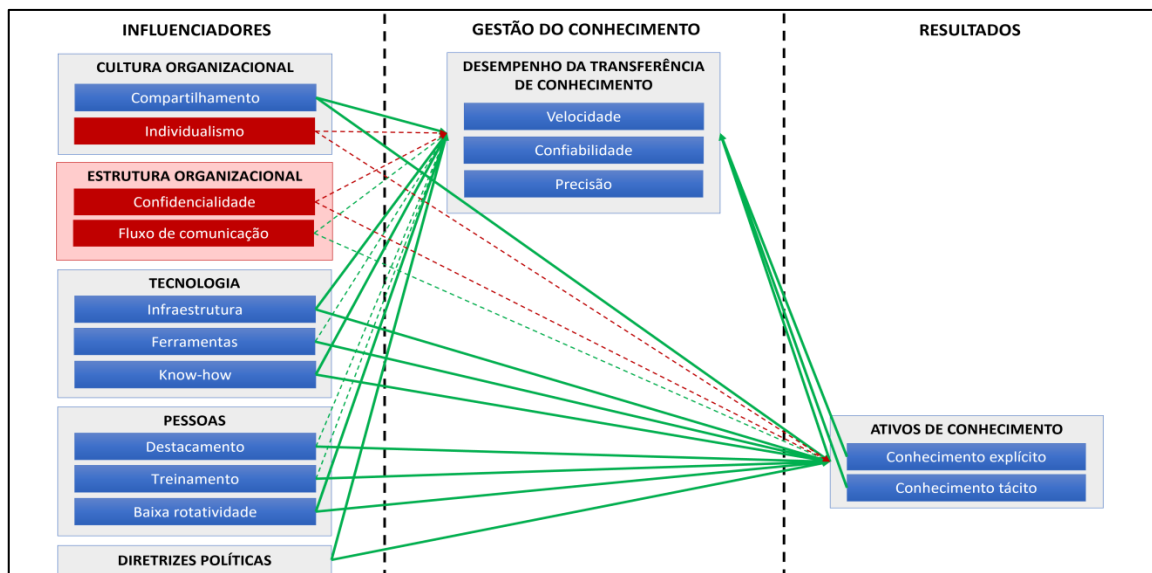 INFLUENCIADORES
GESTÃO DO CONHECIMENTO
RESULTADOS
CULTURA ORGANIZACIONAL
Compartilhamento
Individualismo
ESTRUTURA ORGANIZACIONAL
Confidencialidade
Fluxo de comunicação
TECNOLOGIA
Infraestrutura
Ferramentas
Know-how
PESSOAS
Destacamento
Treinamento
Baixa rotatividade
DIRETRIZES POLÍTICAS
DESEMPENHO DA TRANSFERÊNCIA
DE CONHECIMENTO
Velocidade
Confiabilidade
Precisão
ATIVOS DE CONHECIMENTO
Conhecimento explícito
Conhecimento tácito